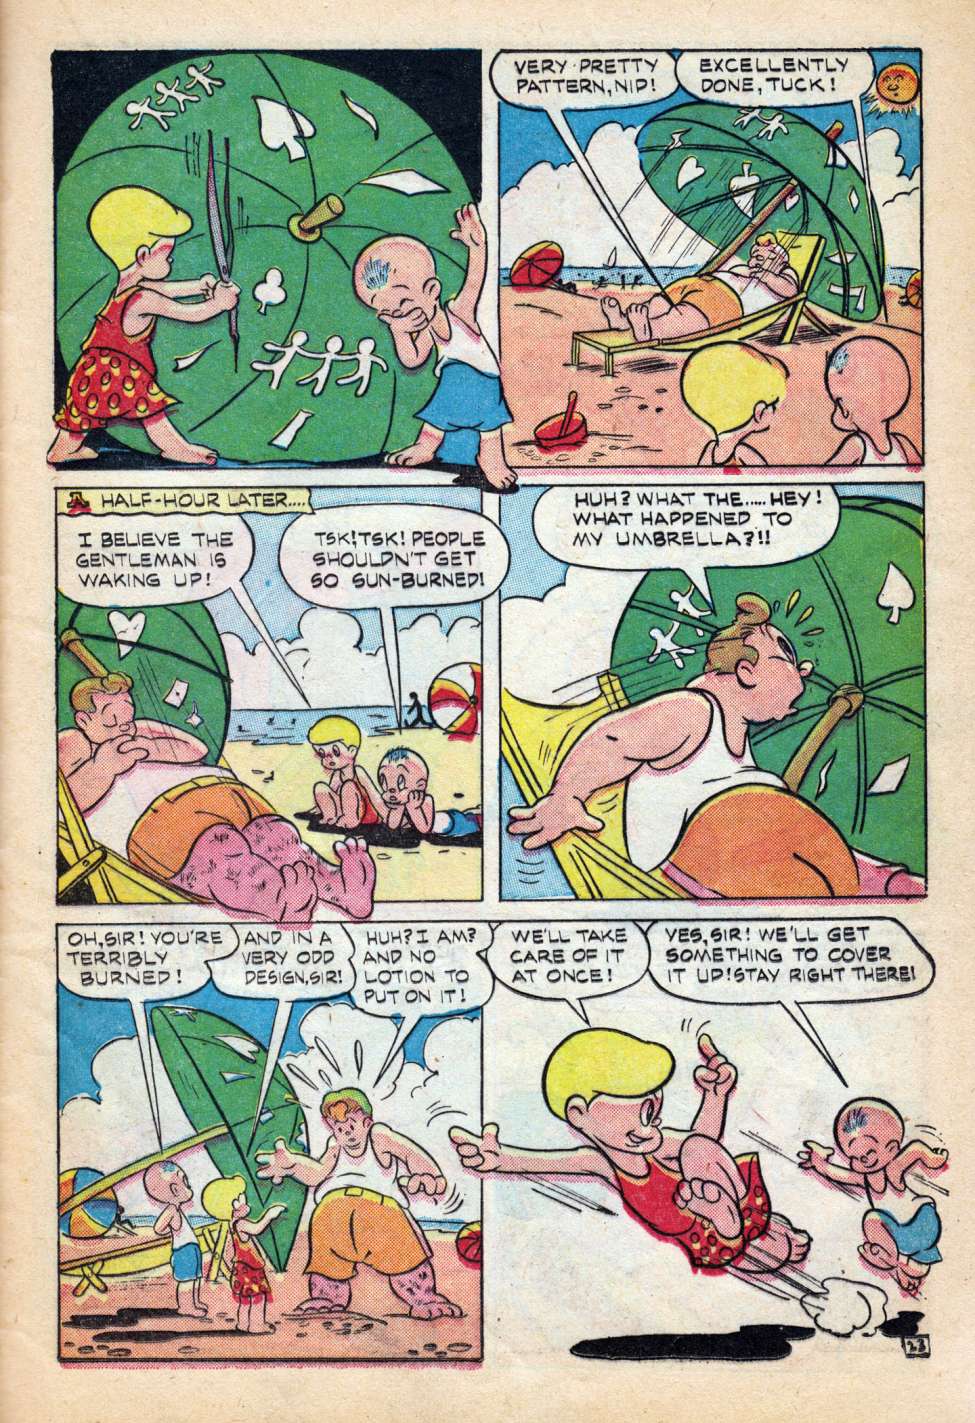 VERY PRETTY
PATTERN, NIP!
EXCELLENTLY
DONE, TUCK!
A HALF-HOUR LATER....
I BELIEVE THE
GENTLEMAN IS
WAKING UP!
TSK! TSK! PEOPLE
SHOULDN'T GET
SO SUN-BURNED!
HUH? WHAT THE..... HEY!
WHAT HAPPENED TO
MY UMBRELLA?!!
OH, SIR! YOU'RE
TERRIBLY
BURNED!
AND IN A
VERY ODD
DESIGN, SIR!
HUH? I AM?
AND NO
LOTION TO
PUT ON IT!
WE'LL TAKE
CARE OF IT
AT ONCE!
YES, SIR! WE'LL GET
SOMETHING TO COVER
IT UP! STAY RIGHT THERE!
23